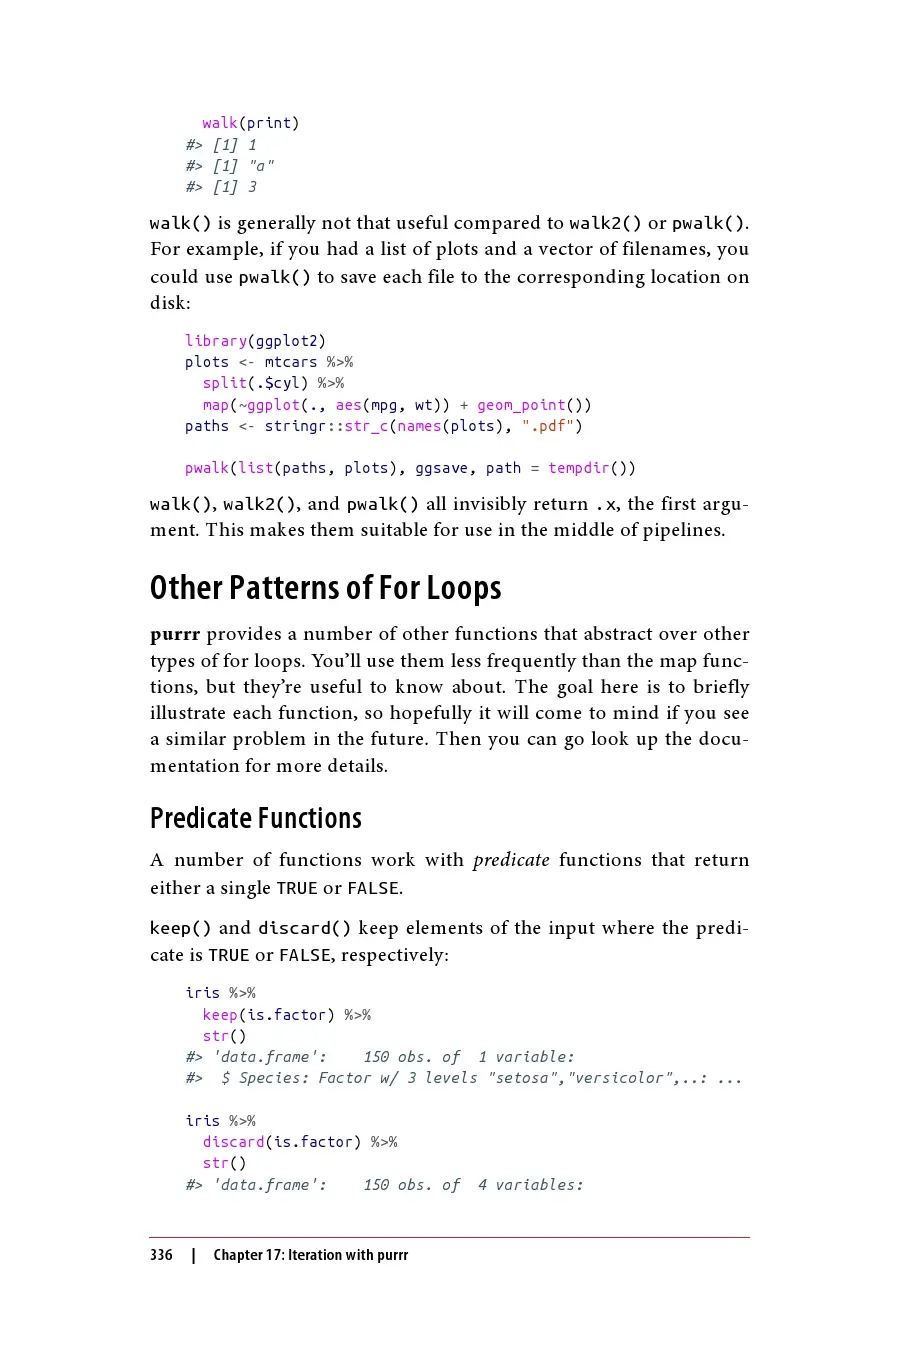 walk(print)
#> [1] 1
#> [1] "a"
#> [1] 3
walk() is generally not that useful compared to walk2() or pwalk().
For example, if you had a list of plots and a vector of filenames, you
could use pwalk() to save each file to the corresponding location on
disk:
library(ggplot2)
plots <- mtcars %>%
  split(.$cyl) %>%
  map(~ggplot(., aes(mpg, wt)) + geom_point())
paths <- stringr::str_c(names(plots), ".pdf")
pwalk(list(paths, plots), ggsave, path = tempdir())
walk(), walk2(), and pwalk() all invisibly return .x, the first argu-
ment. This makes them suitable for use in the middle of pipelines.
Other Patterns of For Loops
purrr provides a number of other functions that abstract over other
types of for loops. You’ll use them less frequently than the map func-
tions, but they’re useful to know about. The goal here is to briefly
illustrate each function, so hopefully it will come to mind if you see
a similar problem in the future. Then you can go look up the docu-
mentation for more details.
Predicate Functions
A number of functions work with predicate functions that return
either a single TRUE or FALSE.
keep() and discard() keep elements of the input where the predi-
cate is TRUE or FALSE, respectively:
iris %>%
  keep(is.factor) %>%
  str()
#> 'data.frame':    150 obs. of  1 variable:
#>  $ Species: Factor w/ 3 levels "setosa","versicolor",..: ...
iris %>%
  discard(is.factor) %>%
  str()
#> 'data.frame':    150 obs. of  4 variables:
336 | Chapter 17: Iteration with purrr